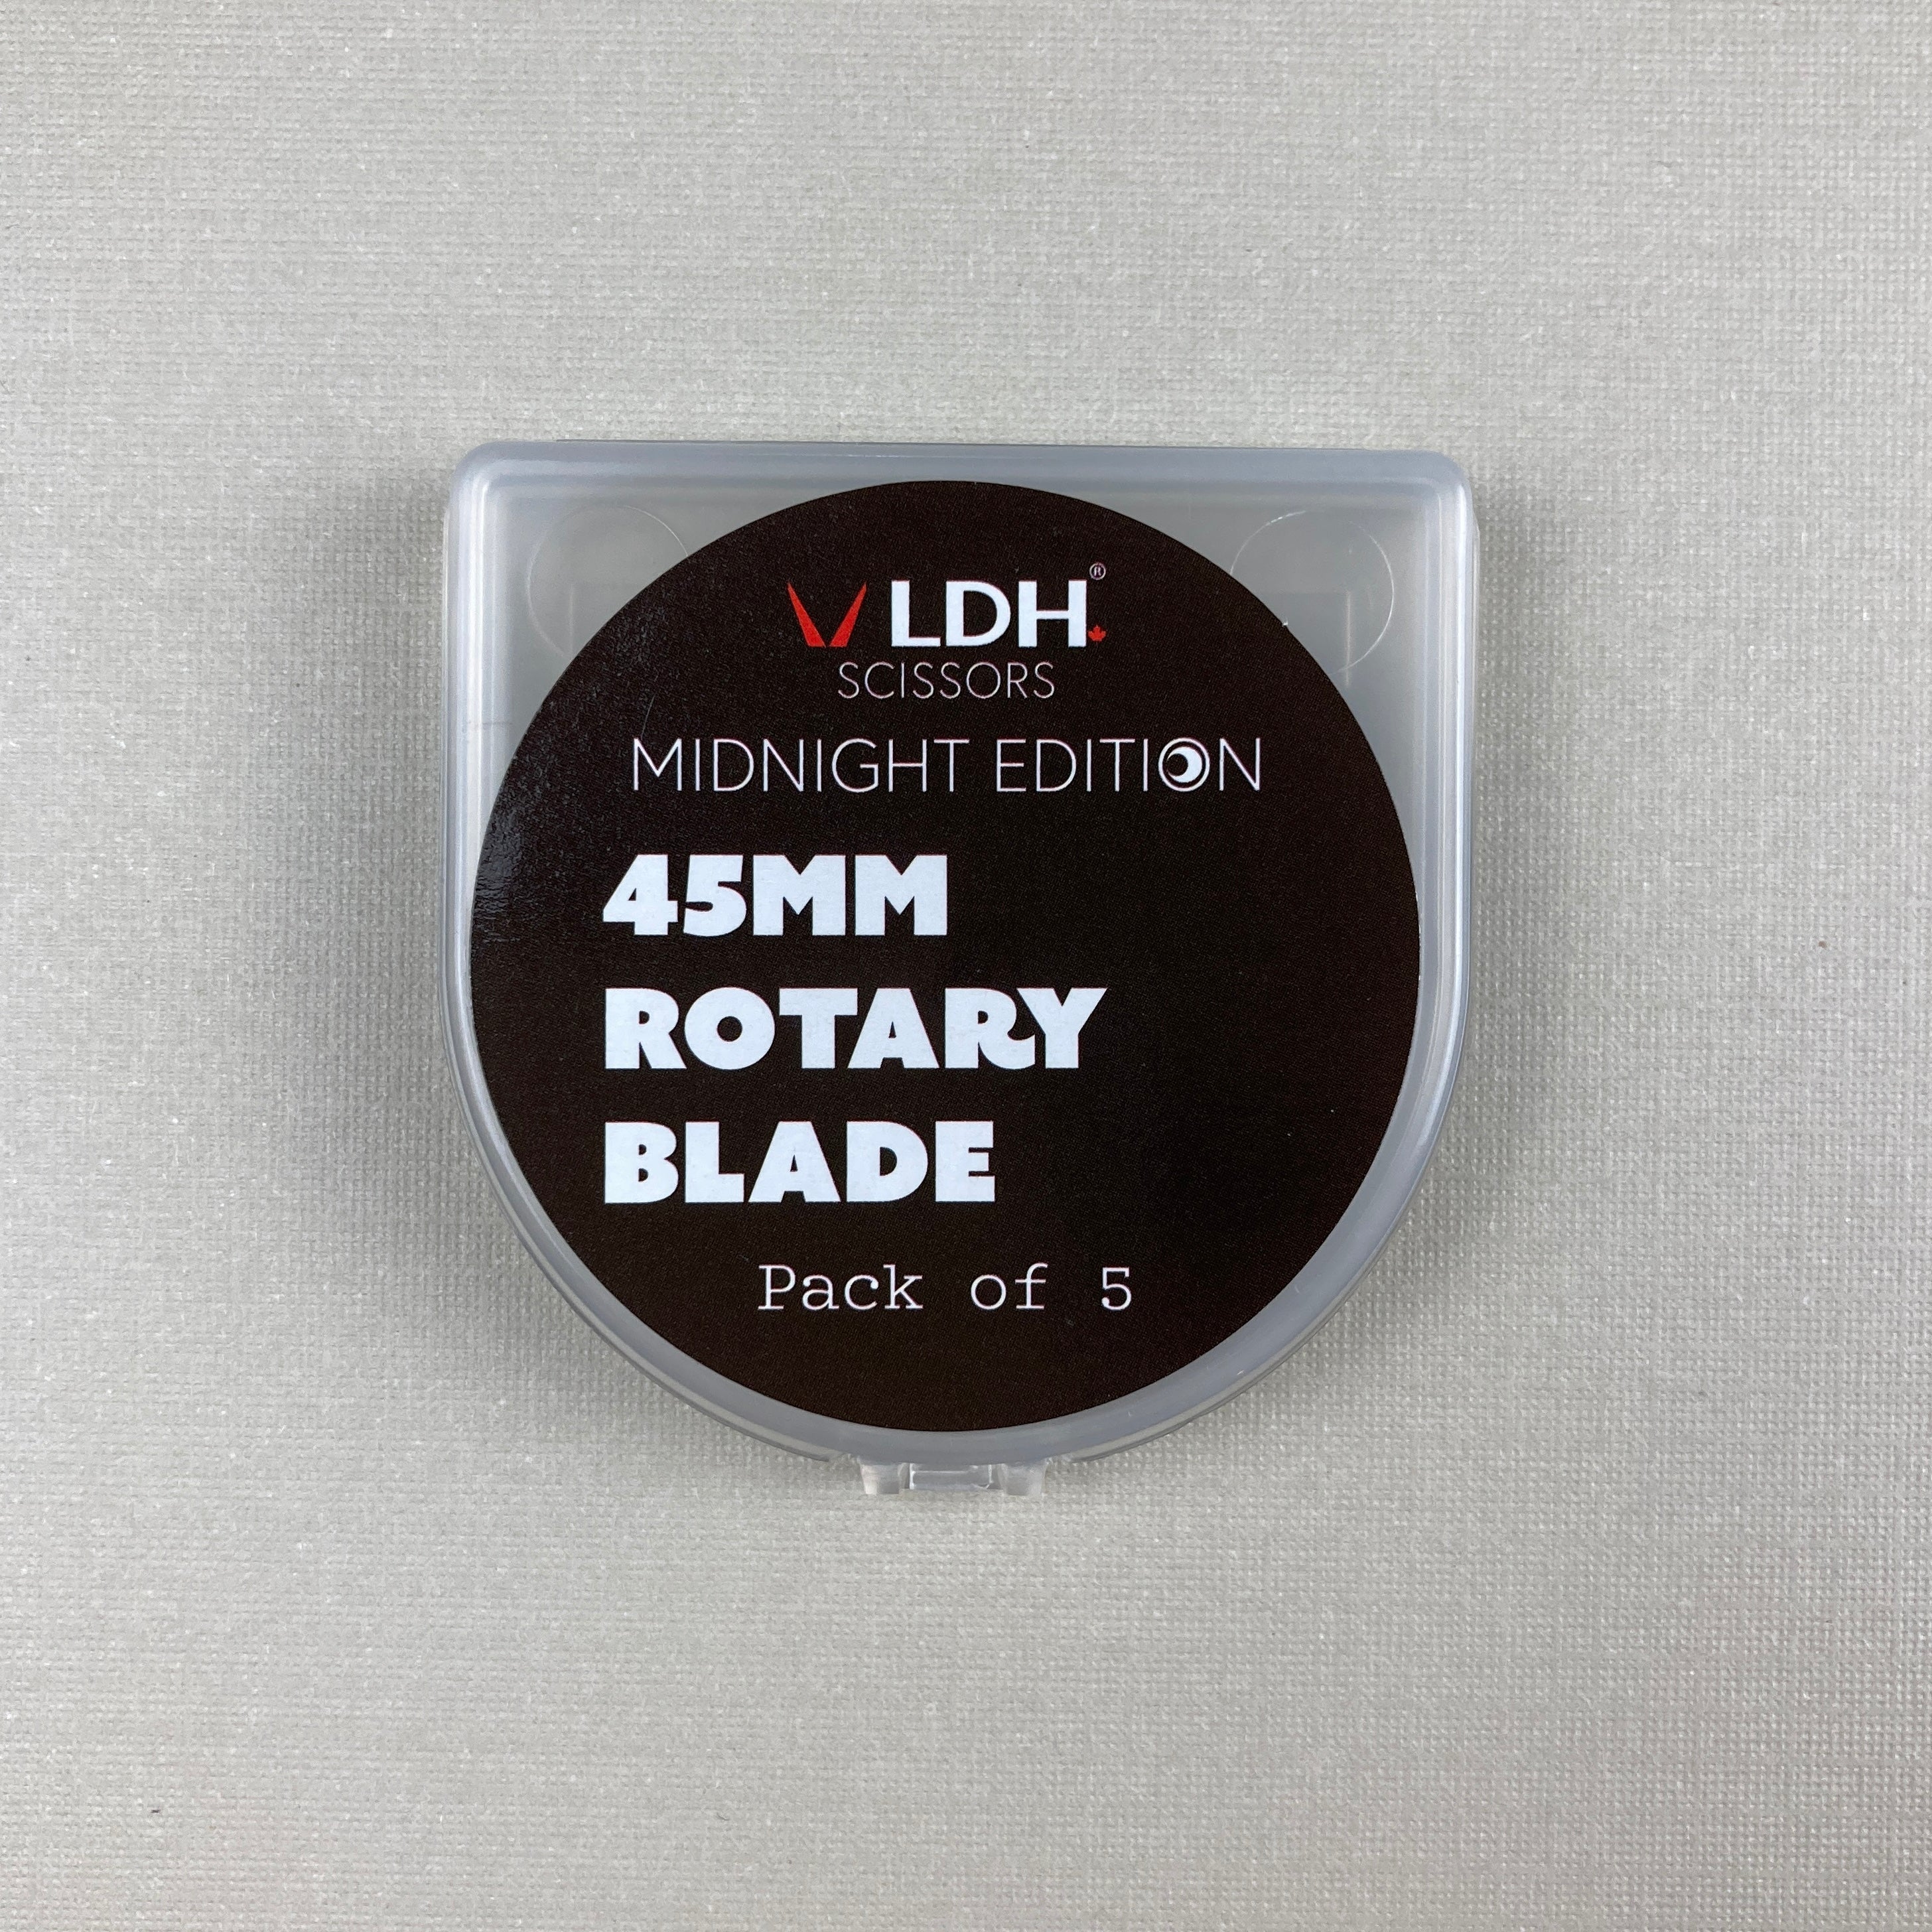 LDH®
SCISSORS
MIDNIGHT EDITION
45MM
ROTARY
BLADE
Pack of 5